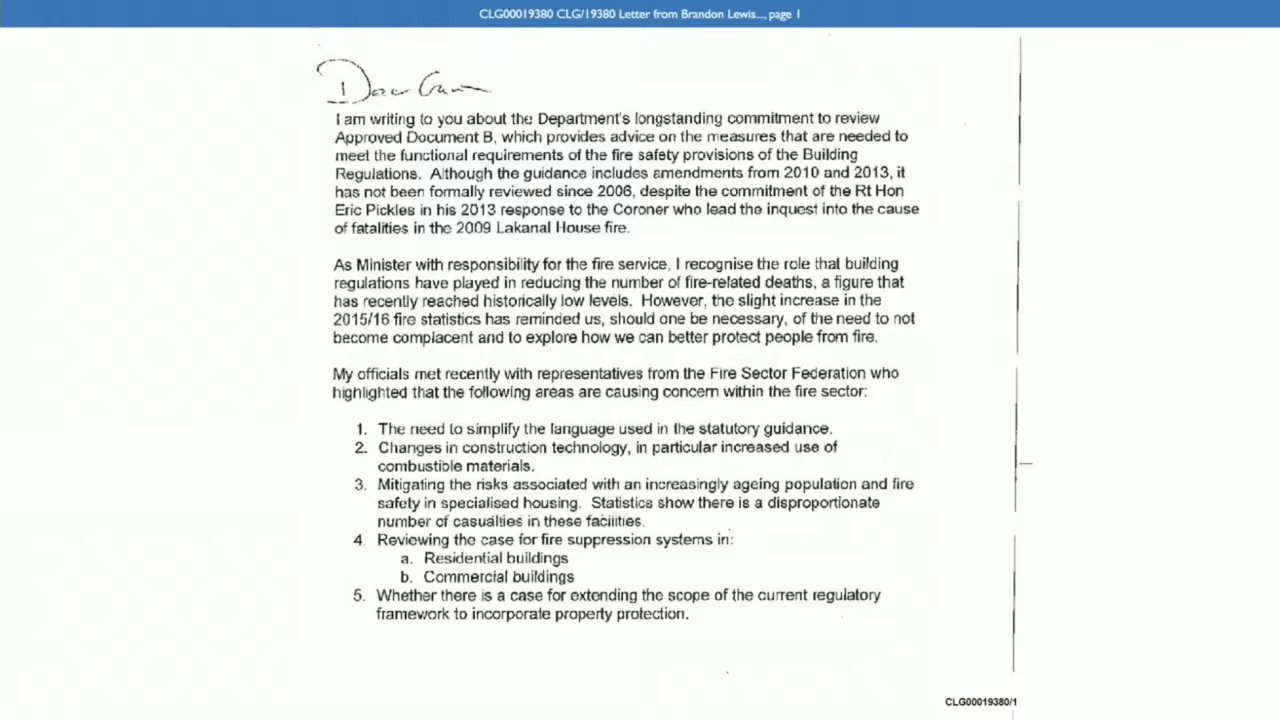 CLG00019380 CLG/19380 Letter from Brandon Lewis..., page 1
Dear Gavin
I am writing to you about the Department's longstanding commitment to review
Approved Document B, which provides advice on the measures that are needed to
meet the functional requirements of the fire safety provisions of the Building
Regulations. Although the guidance includes amendments from 2010 and 2013, it
has not been formally reviewed since 2006, despite the commitment of the Rt Hon
Eric Pickles in his 2013 response to the Coroner who lead the inquest into the cause
of fatalities in the 2009 Lakanal House fire.
As Minister with responsibility for the fire service, I recognise the role that building
regulations have played in reducing the number of fire-related deaths, a figure that
has recently reached historically low levels. However, the slight increase in the
2015/16 fire statistics has reminded us, should one be necessary, of the need to not
become complacent and to explore how we can better protect people from fire.
My officials met recently with representatives from the Fire Sector Federation who
highlighted that the following areas are causing concern within the fire sector:
1. The need to simplify the language used in the statutory guidance.
2. Changes in construction technology, in particular increased use of
combustible materials.
3. Mitigating the risks associated with an increasingly ageing population and fire
safety in specialised housing. Statistics show there is a disproportionate
number of casualties in these facilities.
4. Reviewing the case for fire suppression systems in:
a. Residential buildings
b. Commercial buildings
5. Whether there is a case for extending the scope of the current regulatory
framework to incorporate property protection.
CLG00019380/1